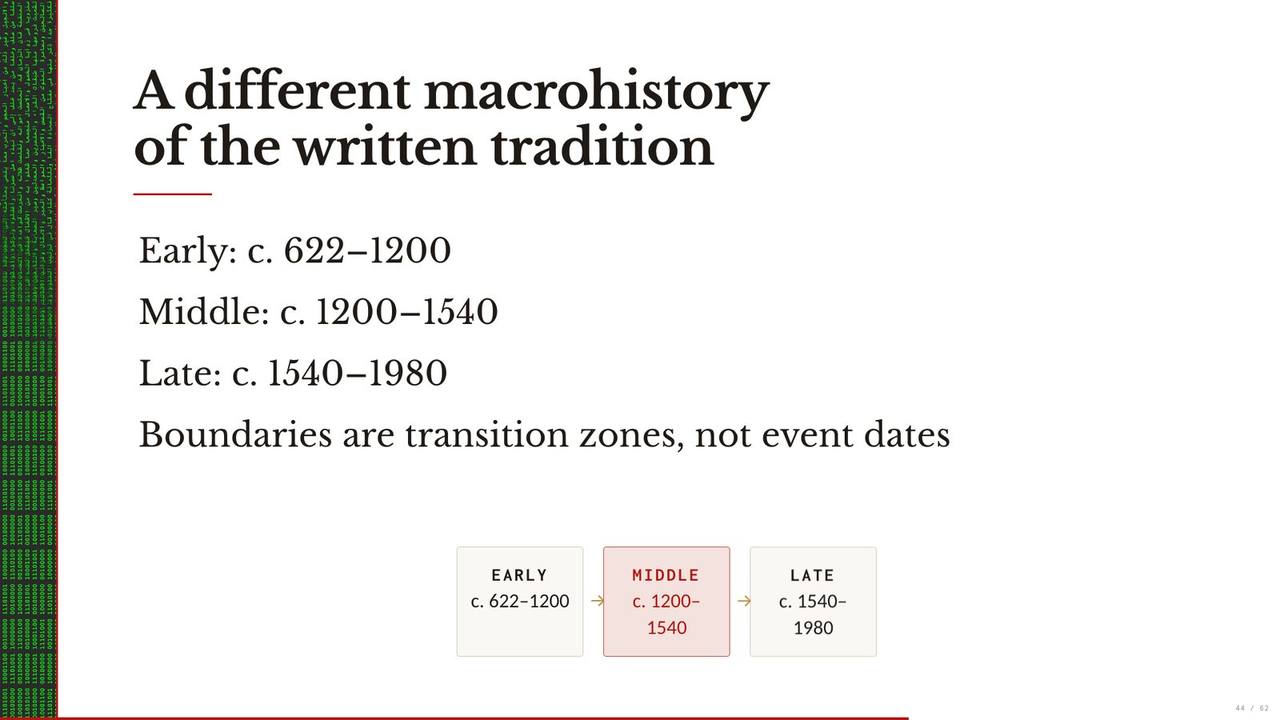 A different macrohistory
of the written tradition
Early: c. 622–1200
Middle: c. 1200–1540
Late: c. 1540–1980
Boundaries are transition zones, not event dates
EARLY
c. 622–1200
→
MIDDLE
c. 1200–
1540
→
LATE
c. 1540–
1980
44 / 62